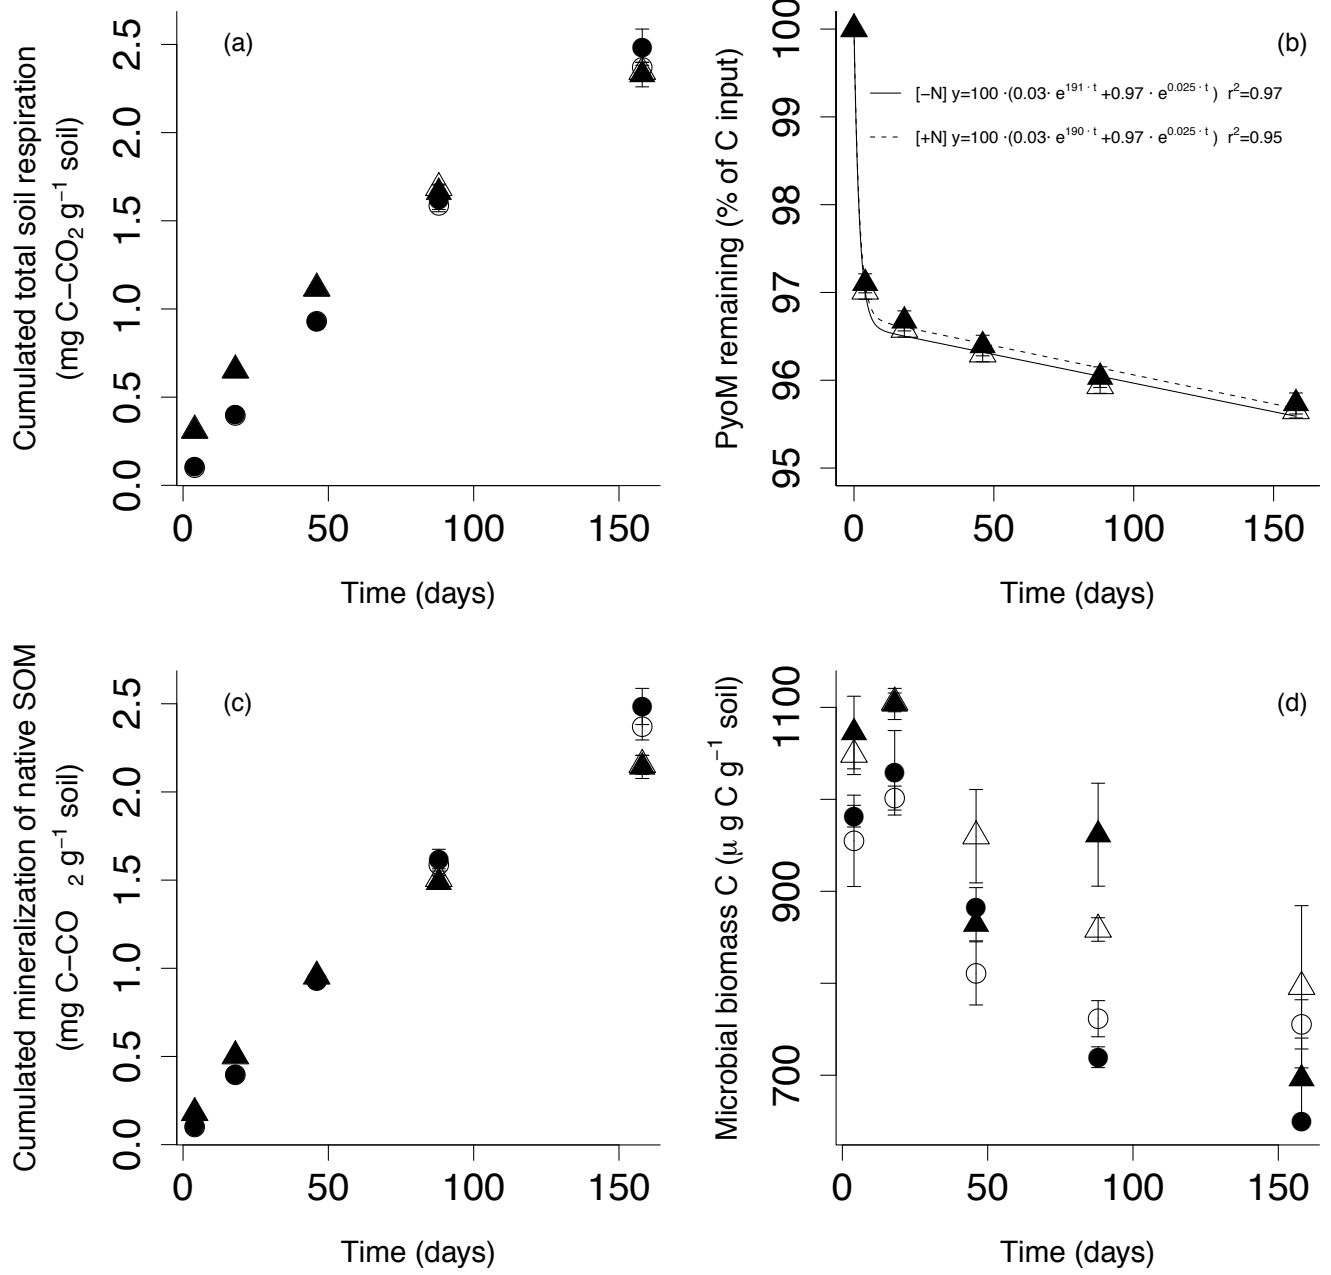 (a)
Cumulated total soil respiration
(mg C−CO2 g−1 soil)
0.0 0.5 1.0 1.5 2.0 2.5
0 50 100 150
Time (days)
(b)
[−N] y=100 ·(0.03· e191 · t +0.97 · e0.025 · t ) r2=0.97
[+N] y=100 ·(0.03· e190 · t +0.97 · e0.025 · t ) r2=0.95
PyoM remaining (% of C input)
95 96 97 98 99 100
0 50 100 150
Time (days)
(c)
Cumulated mineralization of native SOM
(mg C−CO 2 g−1 soil)
0.0 0.5 1.0 1.5 2.0 2.5
0 50 100 150
Time (days)
(d)
Microbial biomass C (μ g C g−1 soil)
700 900 1100
0 50 100 150
Time (days)